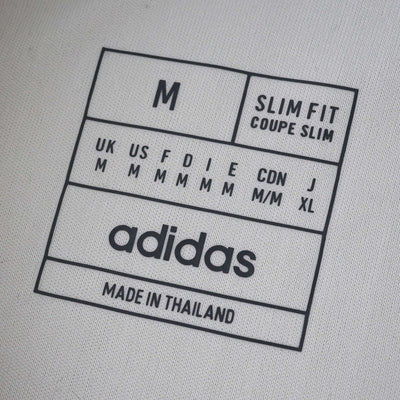 M
SLIM FIT
COUPE SLIM
UK US F D I E CDN J
M M M M M M M/M XL
adidas
MADE IN THAILAND